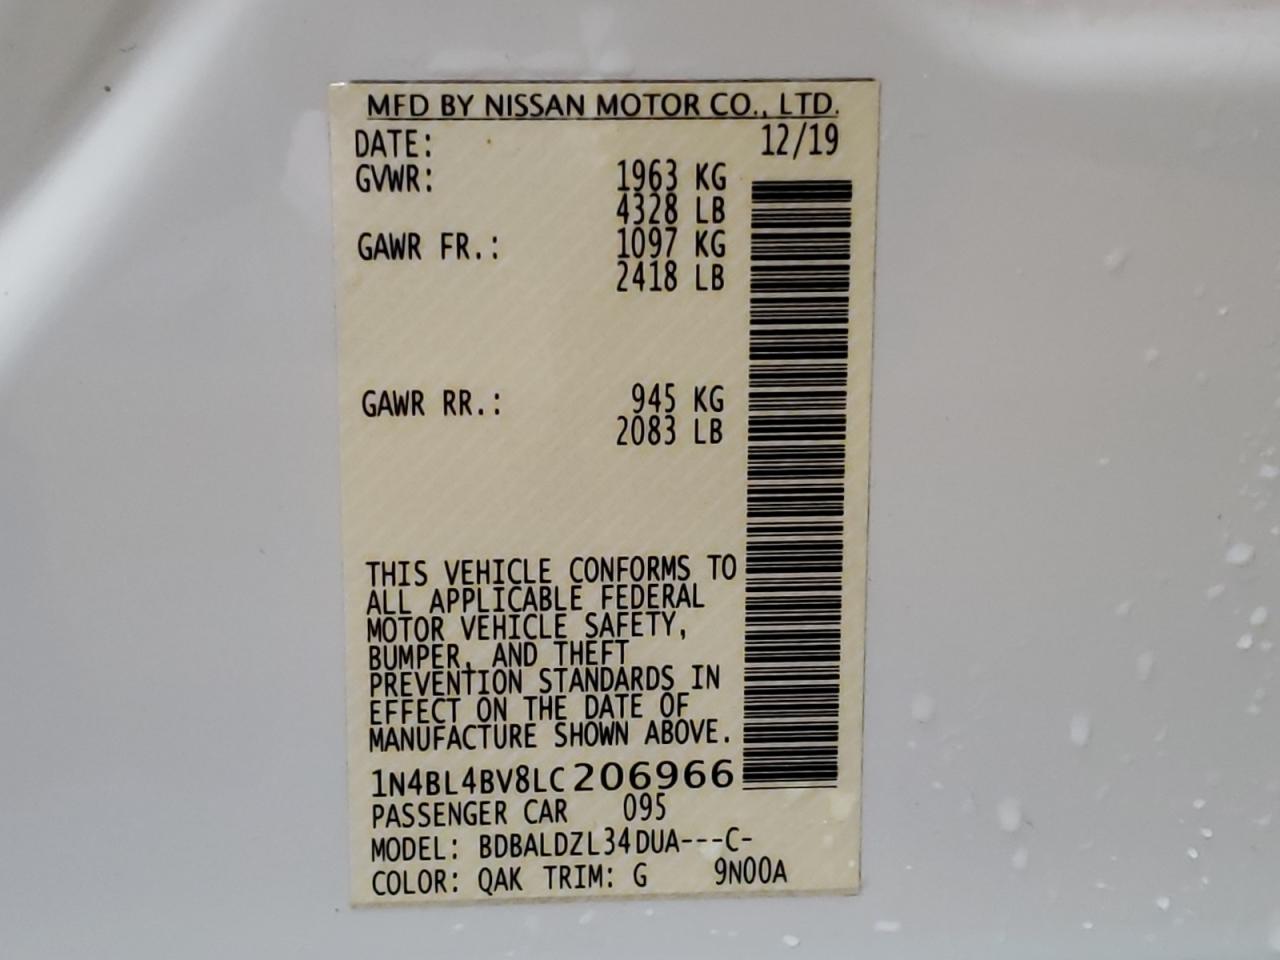 MFD BY NISSAN MOTOR CO., LTD.
DATE: 12/19
GVWR: 1963 KG
4328 LB
GAWR FR.: 1097 KG
2418 LB
GAWR RR.: 945 KG
2083 LB
THIS VEHICLE CONFORMS TO
ALL APPLICABLE FEDERAL
MOTOR VEHICLE SAFETY,
BUMPER, AND THEFT
PREVENTION STANDARDS IN
EFFECT ON THE DATE OF
MANUFACTURE SHOWN ABOVE.
1N4BL4BV8LC206966
PASSENGER CAR 095
MODEL: BDBALDZL34DUA---C-
COLOR: QAK TRIM: G 9N00A